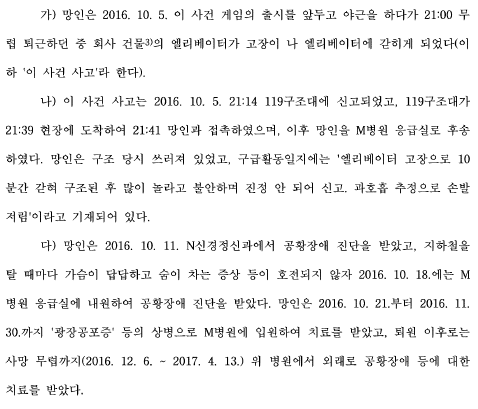 가) 망인은 2016. 10. 5. 이 사건 게임의 출시를 앞두고 야근을 하다가 21:00 무
렵 퇴근하던 중 회사 건물3)의 엘리베이터가 고장이 나 엘리베이터에 갇히게 되었다(이
하 '이 사건 사고'라 한다).
나) 이 사건 사고는 2016. 10. 5. 21:14 119구조대에 신고되었고, 119구조대가
21:39 현장에 도착하여 21:41 망인과 접촉하였으며, 이후 망인을 M병원 응급실로 후송
하였다. 망인은 구조 당시 쓰러져 있었고, 구급활동일지에는 '엘리베이터 고장으로 10
분간 갇혀 구조된 후 많이 놀라고 불안하며 진정 안 되어 신고. 과호흡 추정으로 손발
저림'이라고 기재되어 있다.
다) 망인은 2016. 10. 11. N신경정신과에서 공황장애 진단을 받았고, 지하철을
탈 때마다 가슴이 답답하고 숨이 차는 증상 등이 호전되지 않자 2016. 10. 18.에는 M
병원 응급실에 내원하여 공황장애 진단을 받았다. 망인은 2016. 10. 21.부터 2016. 11.
30.까지 '광장공포증' 등의 상병으로 M병원에 입원하여 치료를 받았고, 퇴원 이후로는
사망 무렵까지(2016. 12. 6. ~ 2017. 4. 13.) 위 병원에서 외래로 공황장애 등에 대한
치료를 받았다.